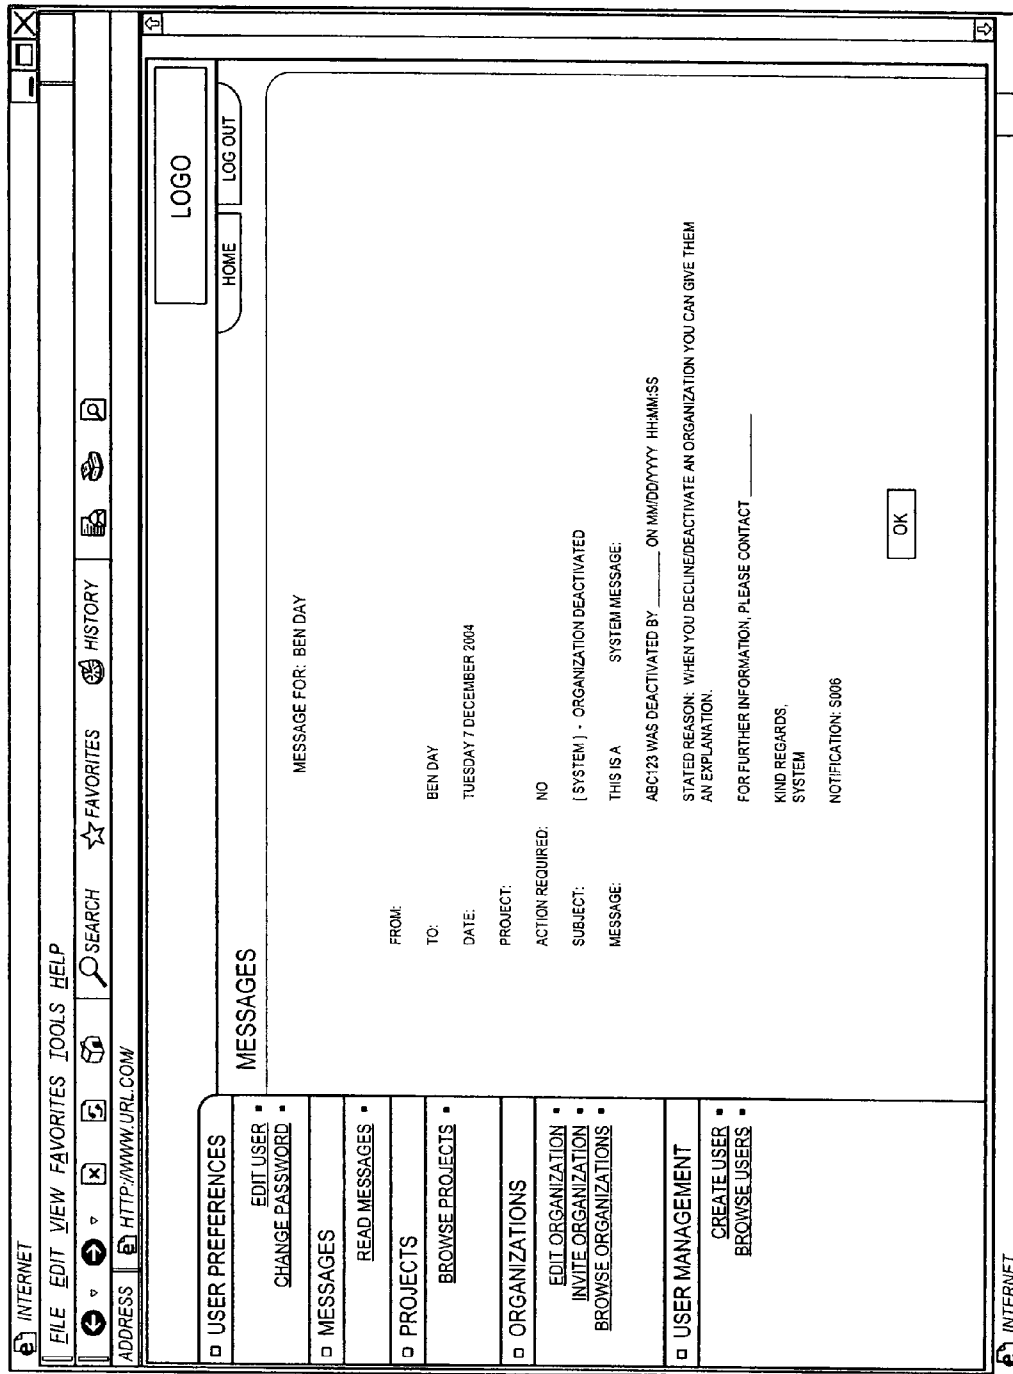 INTERNET
FILE EDIT VIEW FAVORITES TOOLS HELP
SEARCH FAVORITES HISTORY
ADDRESS HTTP://WWW.URL.COM/
LOGO
HOME LOG OUT
USER PREFERENCES
EDIT USER
CHANGE PASSWORD
MESSAGES
READ MESSAGES
PROJECTS
BROWSE PROJECTS
ORGANIZATIONS
EDIT ORGANIZATION
INVITE ORGANIZATION
BROWSE ORGANIZATIONS
USER MANAGEMENT
CREATE USER
BROWSE USERS
MESSAGES
MESSAGE FOR: BEN DAY
FROM:
TO: BEN DAY
DATE: TUESDAY 7 DECEMBER 2004
PROJECT:
ACTION REQUIRED: NO
SUBJECT: [ SYSTEM ] - ORGANIZATION DEACTIVATED
MESSAGE: THIS IS A SYSTEM MESSAGE:
ABC123 WAS DEACTIVATED BY ______ ON MM/DD/YYYY HH:MM:SS
STATED REASON: WHEN YOU DECLINE/DEACTIVATE AN ORGANIZATION YOU CAN GIVE THEM
AN EXPLANATION.
FOR FURTHER INFORMATION, PLEASE CONTACT ________
KIND REGARDS,
SYSTEM
NOTIFICATION: S006
OK
INTERNET